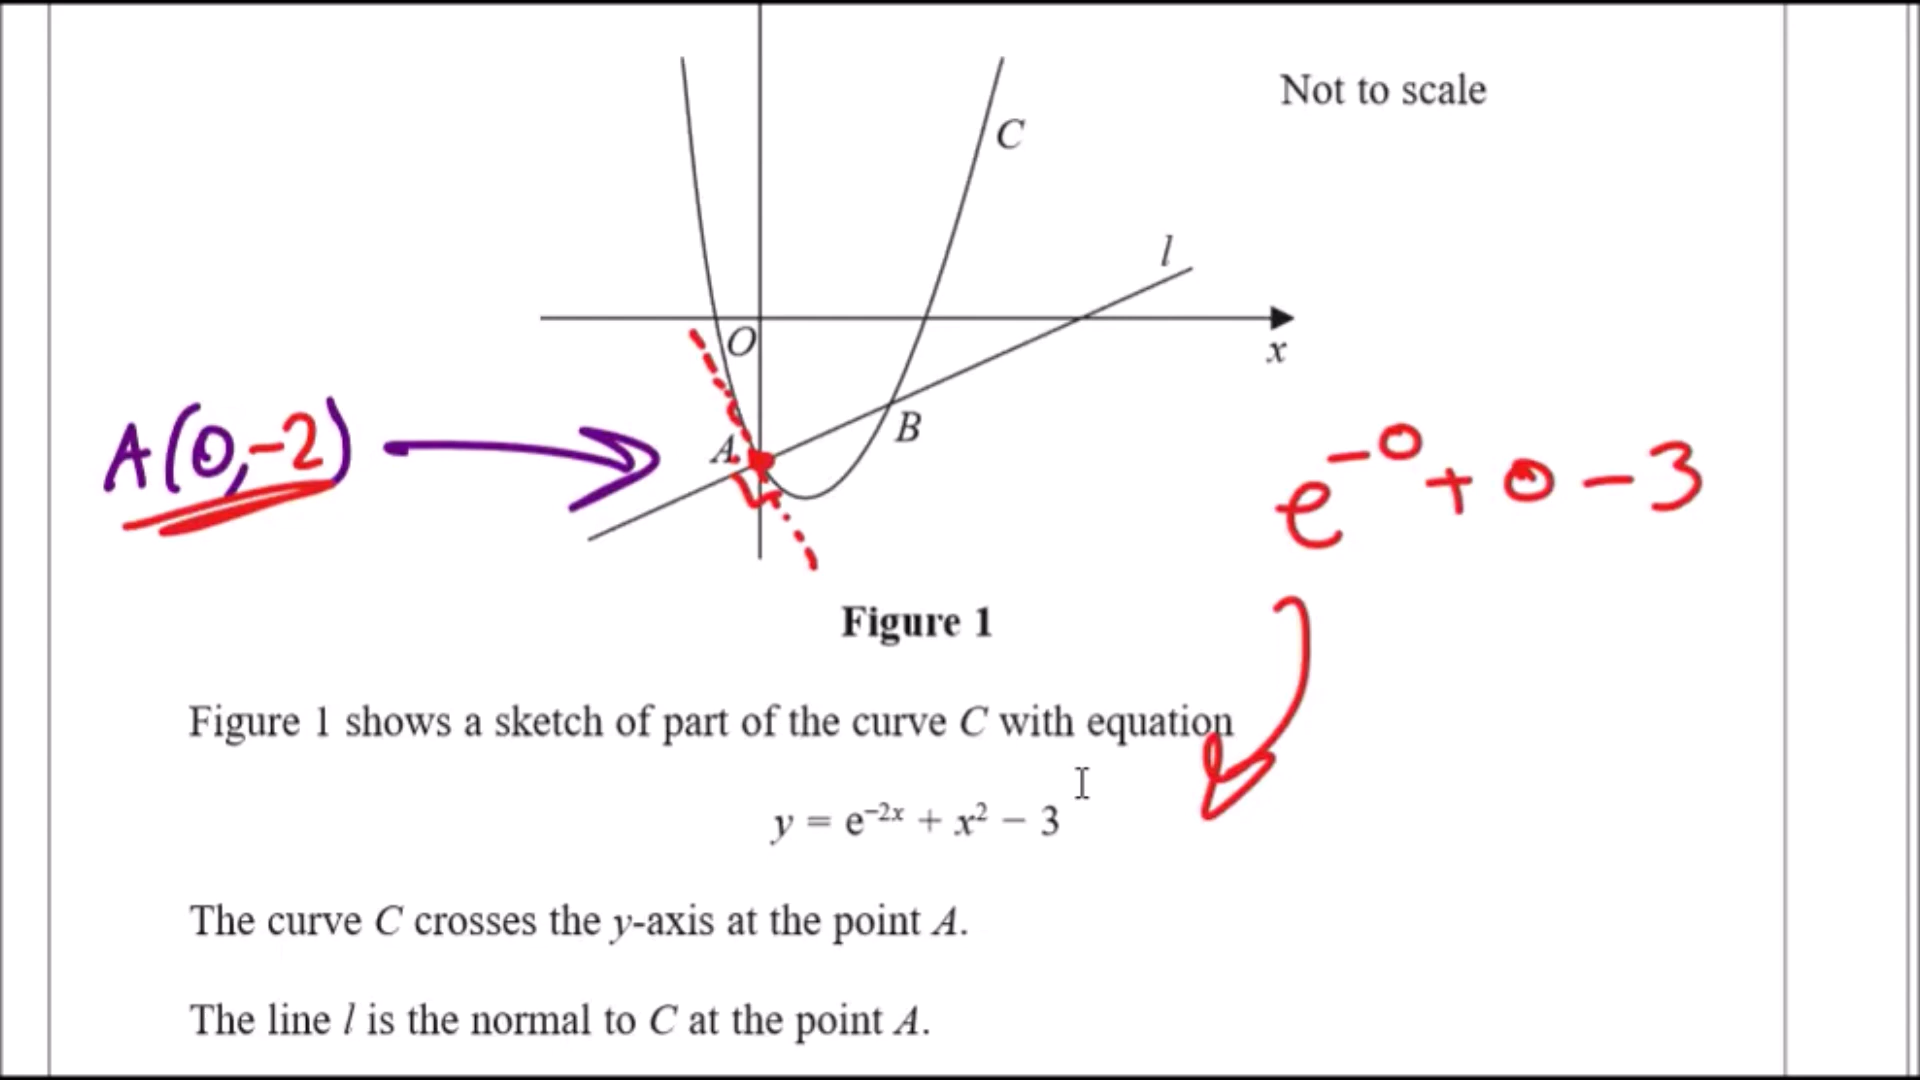 Not to scale
C
l
O
x
A(0,-2)
A
B
e⁻⁰ + 0 - 3
Figure 1
Figure 1 shows a sketch of part of the curve C with equation
y = e⁻²ˣ + x² − 3
The curve C crosses the y-axis at the point A.
The line l is the normal to C at the point A.